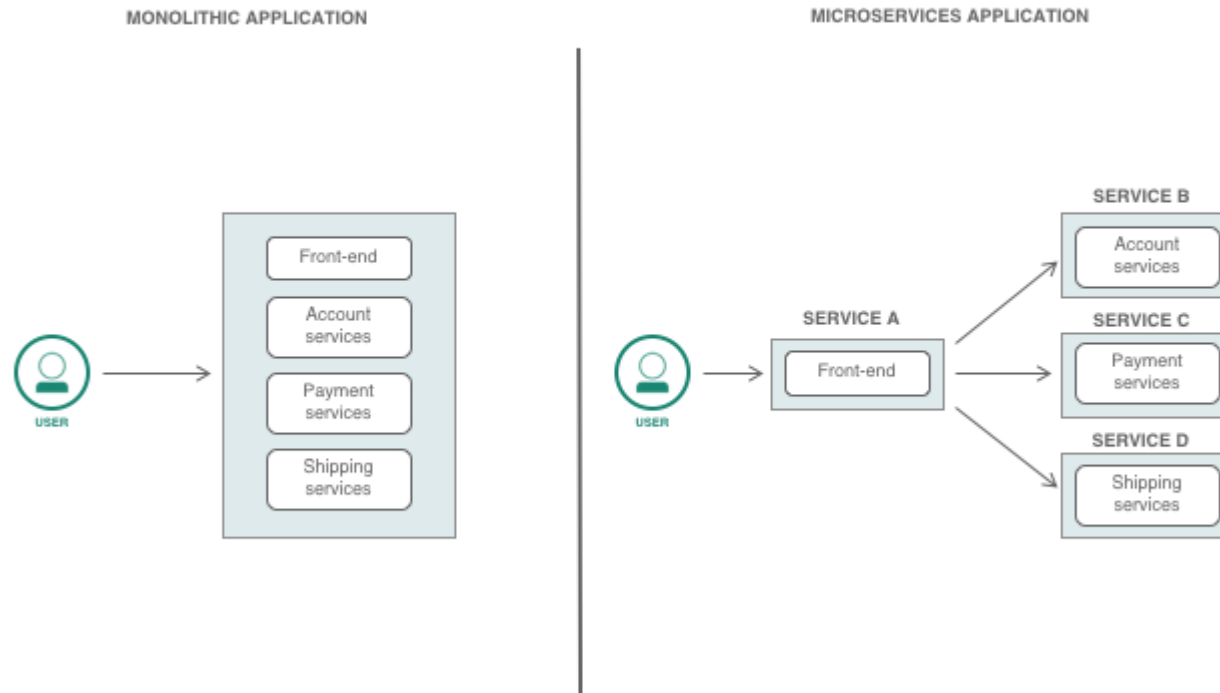 MONOLITHIC APPLICATION
Front-end
Account
services
Payment
services
Shipping
services
USER
MICROSERVICES APPLICATION
USER
SERVICE A
Front-end
SERVICE B
Account
services
SERVICE C
Payment
services
SERVICE D
Shipping
services